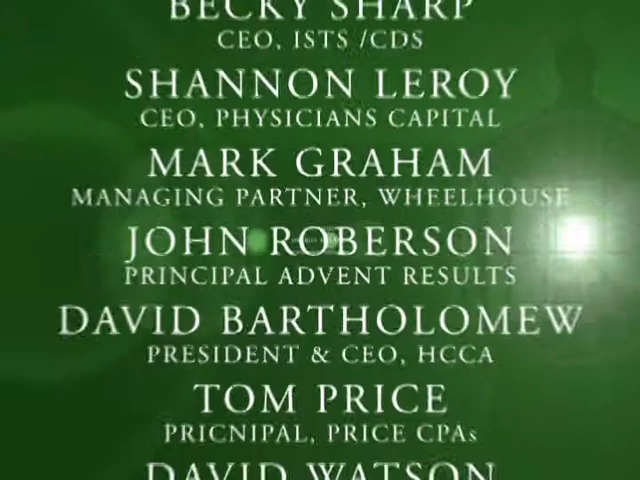 BECKY SHARP
CEO, ISTS /CDS
SHANNON LEROY
CEO, PHYSICIANS CAPITAL
MARK GRAHAM
MANAGING PARTNER, WHEELHOUSE
JOHN ROBERSON
PRINCIPAL ADVENT RESULTS
DAVID BARTHOLOMEW
PRESIDENT & CEO, HCCA
TOM PRICE
PRICNIPAL, PRICE CPAs
DAVID WATSON